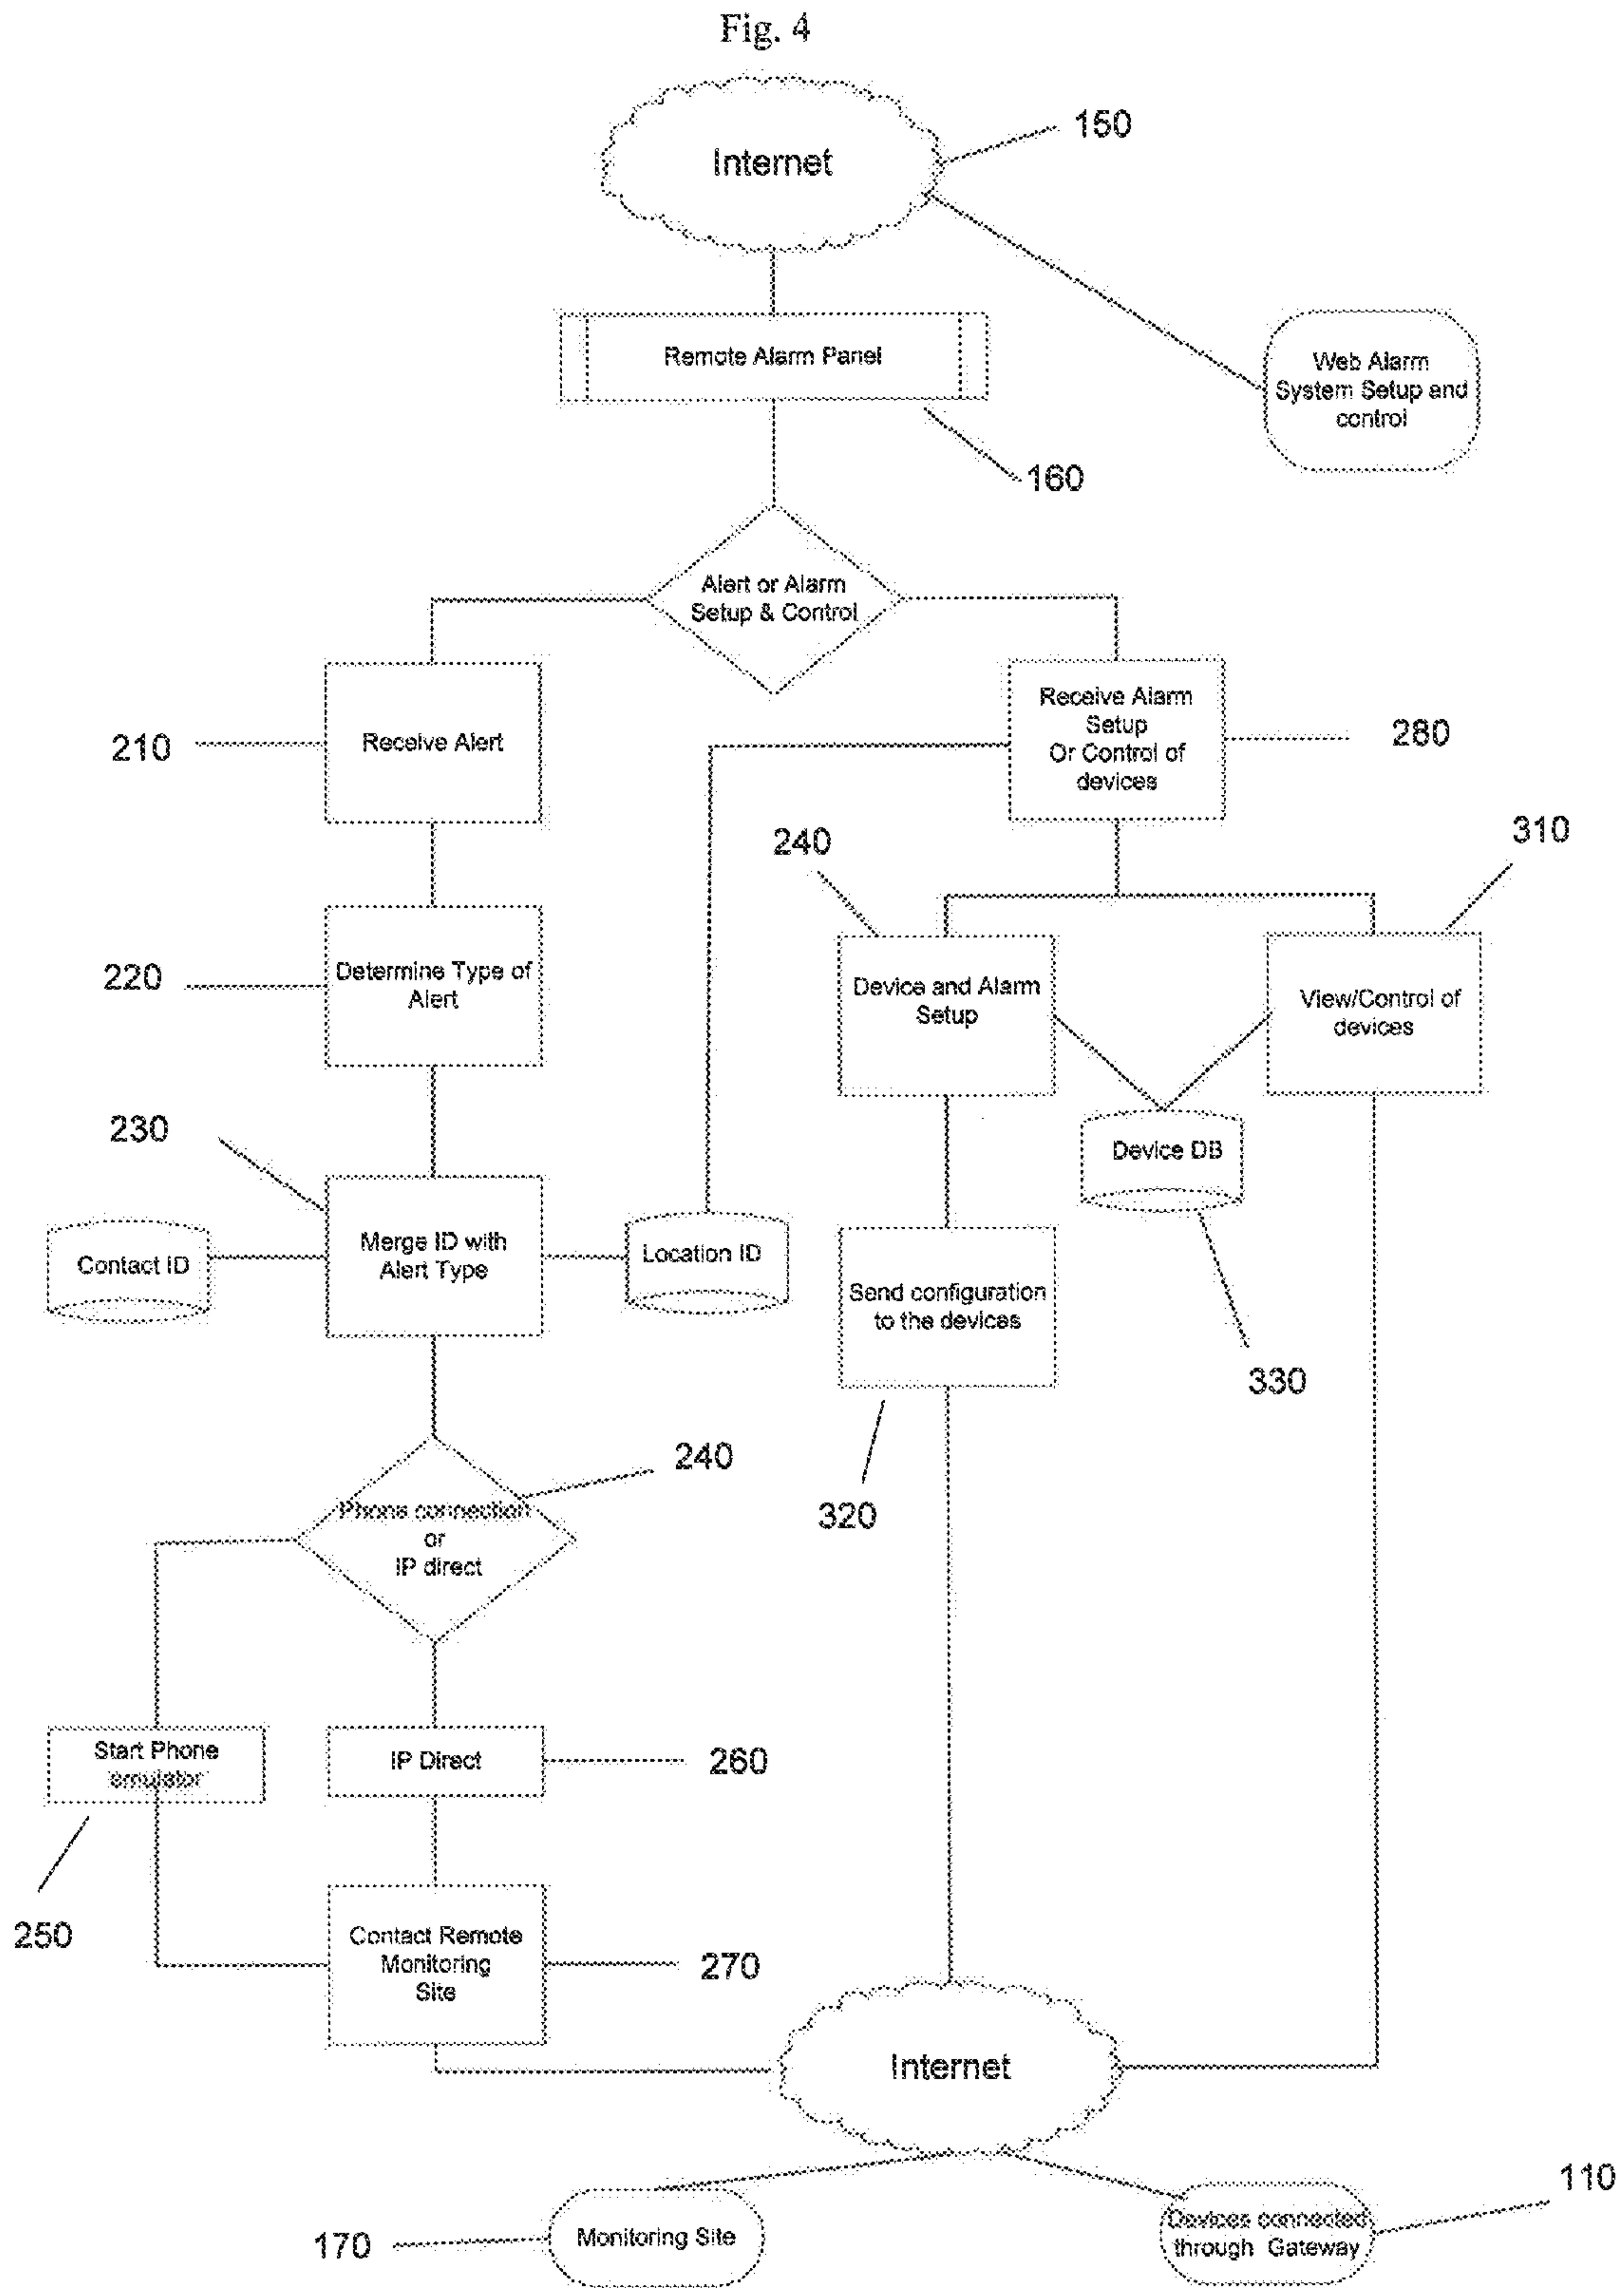 Fig. 4
Internet
150
Remote Alarm Panel
160
Web Alarm
System Setup and
control
Alert or Alarm
Setup & Control
210
Receive Alert
Receive Alarm
Setup
Or Control of
devices
280
240
310
220
Determine Type of
Alert
Device and Alarm
Setup
View/Control of
devices
230
Device DB
330
Contact ID
Merge ID with
Alert Type
Location ID
Send configuration
to the devices
320
240
Phone connection
or
IP direct
Start Phone
emulator
250
IP Direct
260
Contact Remote
Monitoring
Site
270
Internet
170
Monitoring Site
Devices connected
through Gateway
110